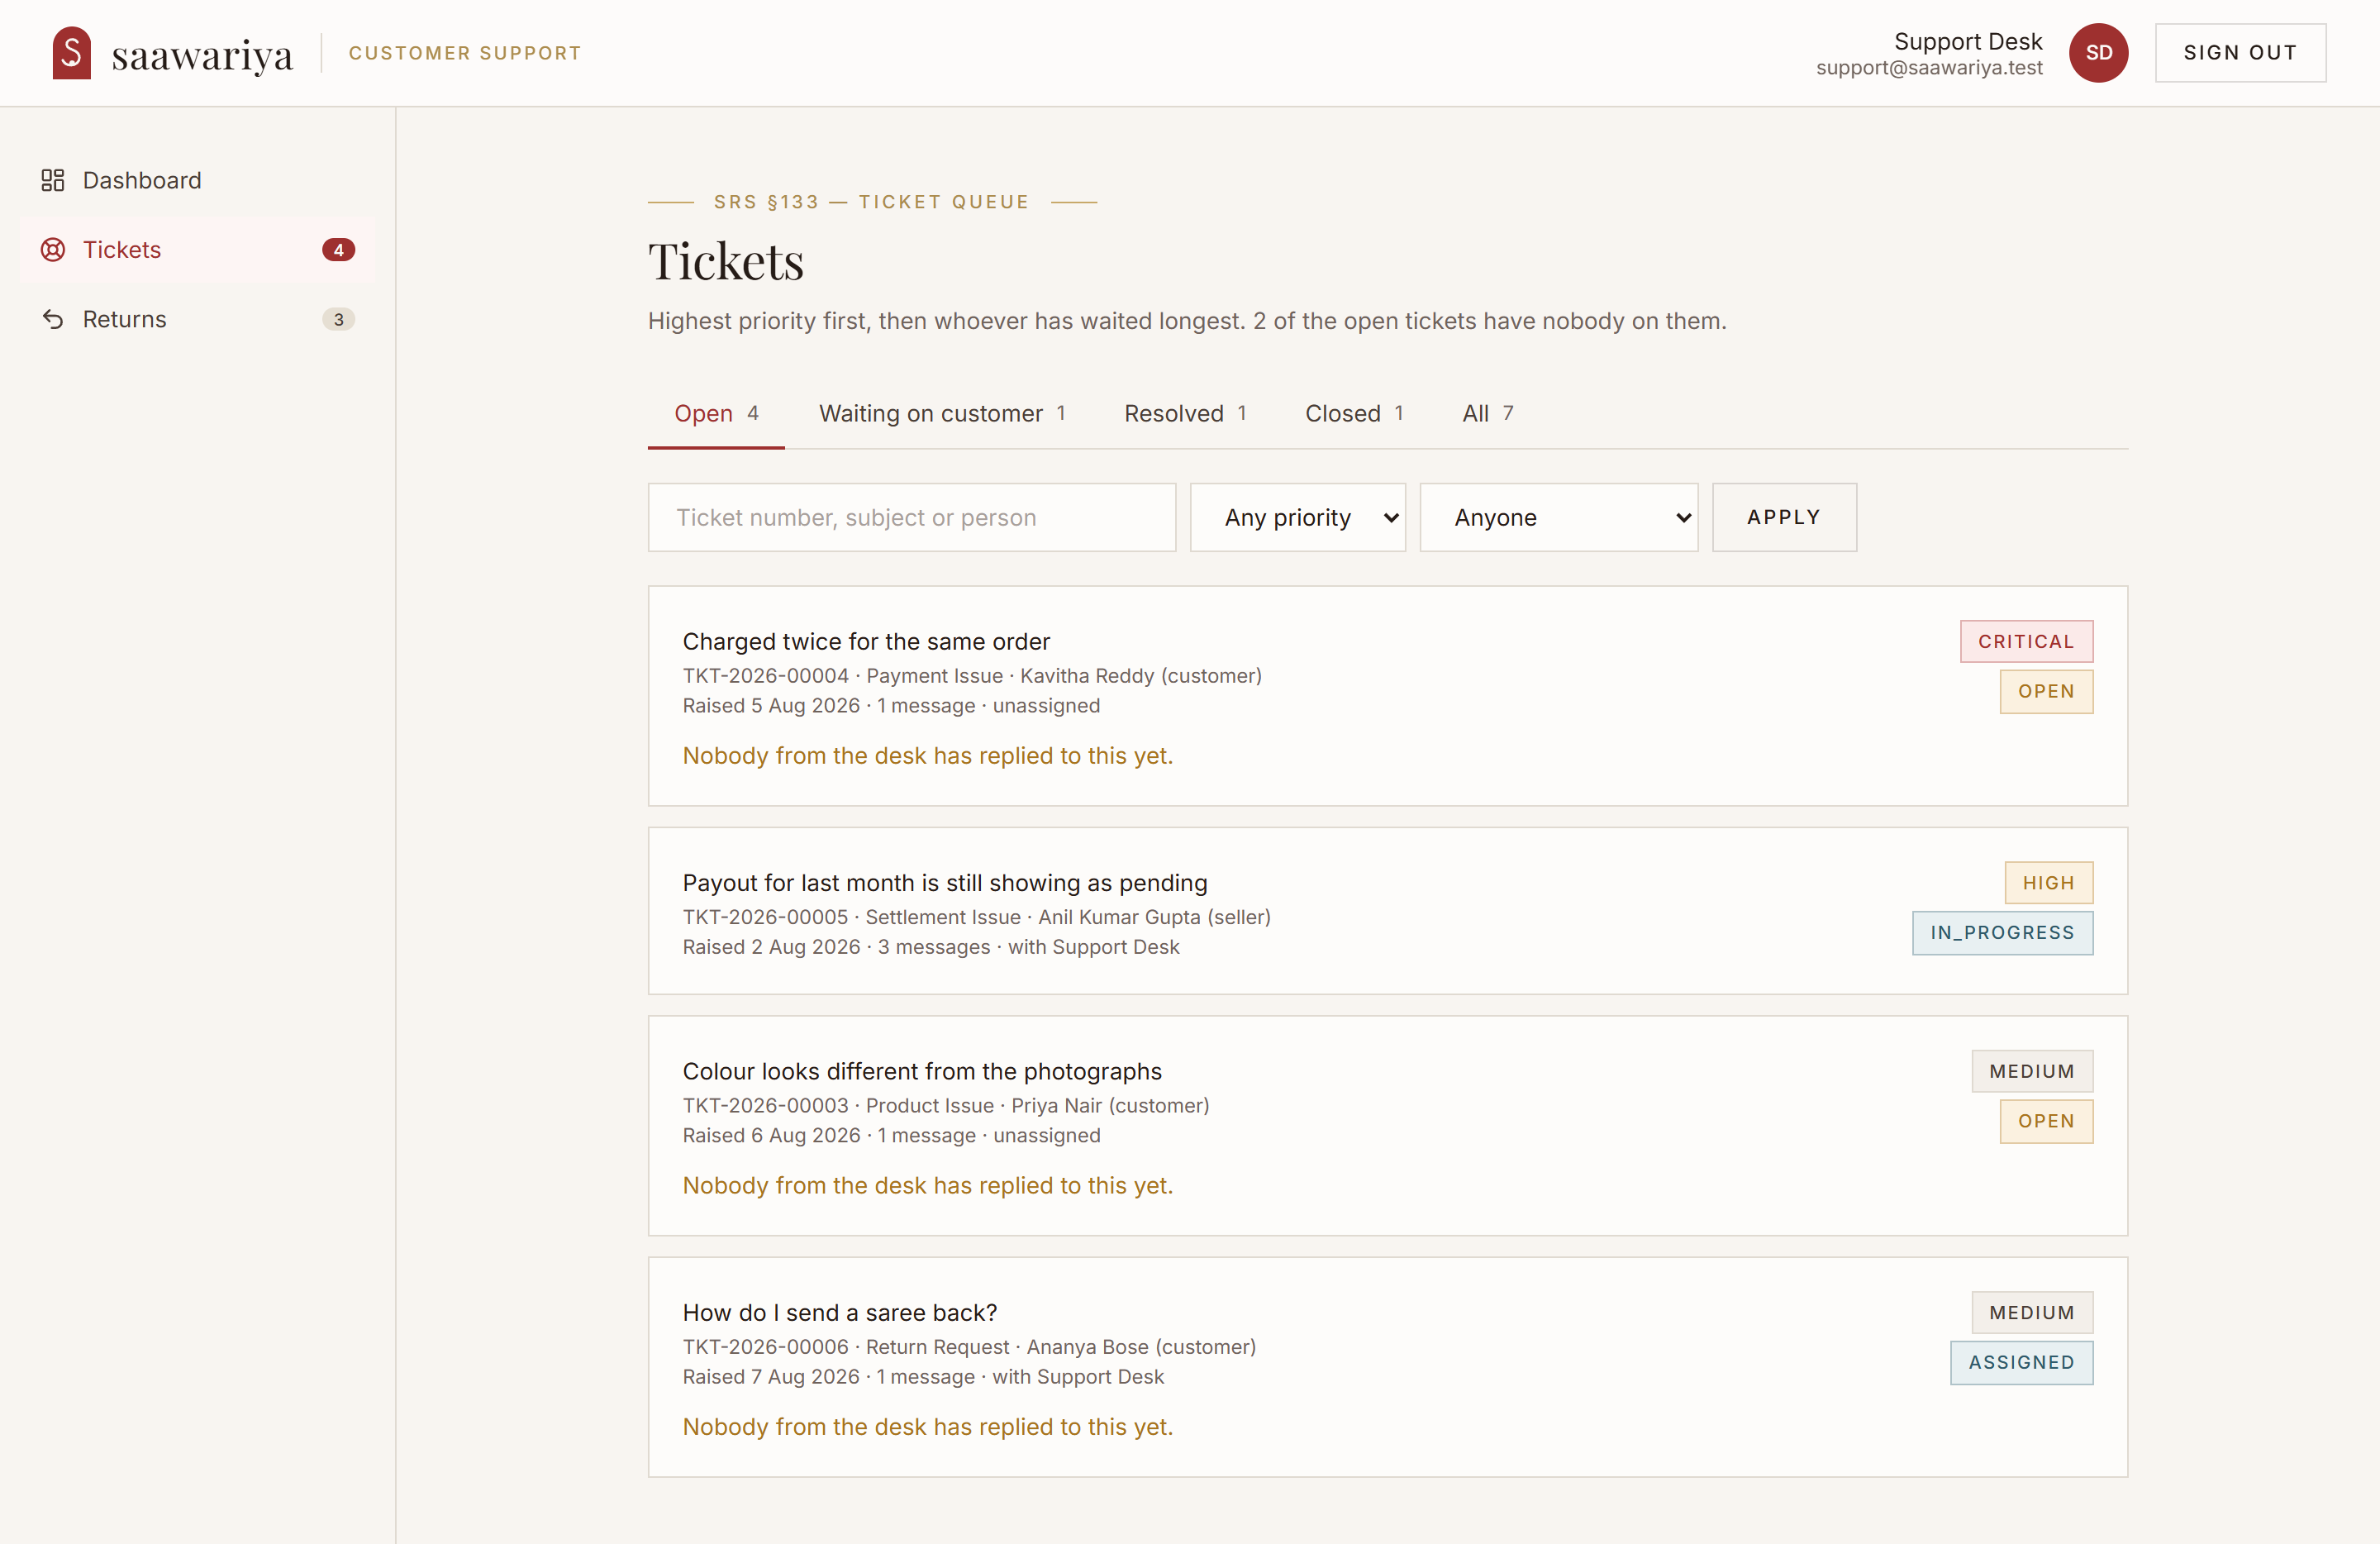 S saawariya
CUSTOMER SUPPORT
Support Desk
support@saawariya.test
SD
SIGN OUT
Dashboard
Tickets 4
Returns 3
SRS §133 — TICKET QUEUE
Tickets
Highest priority first, then whoever has waited longest. 2 of the open tickets have nobody on them.
Open 4 Waiting on customer 1 Resolved 1 Closed 1 All 7
Ticket number, subject or person Any priority Anyone APPLY
Charged twice for the same order CRITICAL
TKT-2026-00004 · Payment Issue · Kavitha Reddy (customer)
Raised 5 Aug 2026 · 1 message · unassigned OPEN
Nobody from the desk has replied to this yet.
Payout for last month is still showing as pending HIGH
TKT-2026-00005 · Settlement Issue · Anil Kumar Gupta (seller)
Raised 2 Aug 2026 · 3 messages · with Support Desk IN_PROGRESS
Colour looks different from the photographs MEDIUM
TKT-2026-00003 · Product Issue · Priya Nair (customer)
Raised 6 Aug 2026 · 1 message · unassigned OPEN
Nobody from the desk has replied to this yet.
How do I send a saree back? MEDIUM
TKT-2026-00006 · Return Request · Ananya Bose (customer)
Raised 7 Aug 2026 · 1 message · with Support Desk ASSIGNED
Nobody from the desk has replied to this yet.